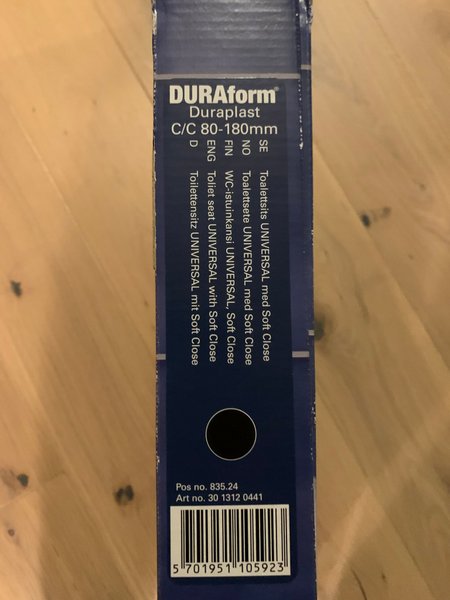 DURAform®
Duraplast
C/C 80-180mm
SE Toalettsits UNIVERSAL med Soft Close
NO Toalettsete UNIVERSAL med Soft Close
FIN WC-istuinkansi UNIVERSAL, Soft Close
ENG Toliet seat UNIVERSAL with Soft Close
D Toilettensitz UNIVERSAL mit Soft Close
Pos no. 835.24
Art no. 30 1312 0441
5 701951 105923